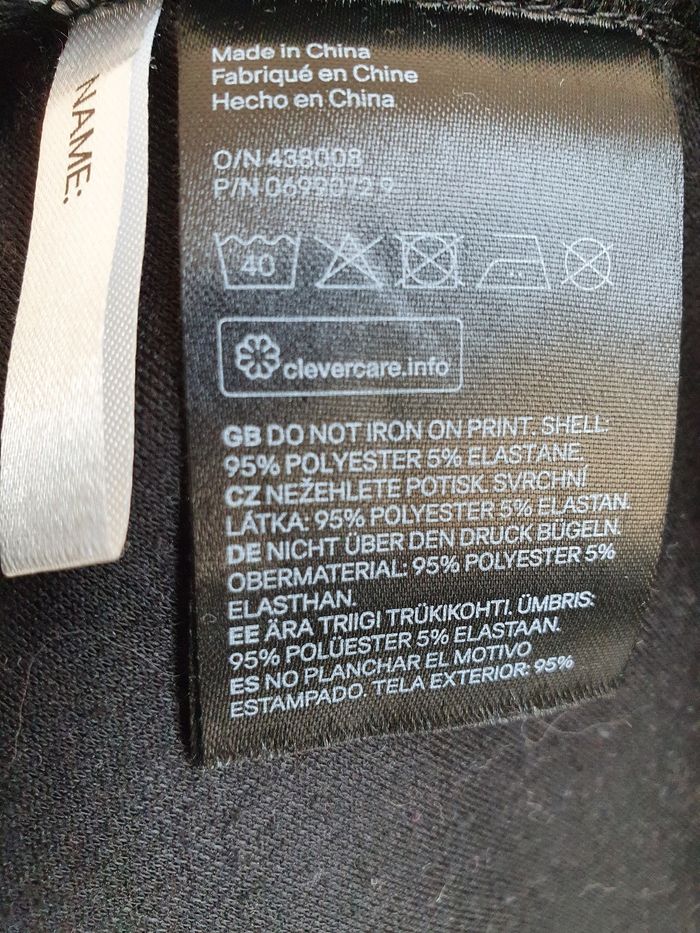 NAME:
Made in China
Fabriqué en Chine
Hecho en China
O/N 438008
P/N
40
clevercare.info
GB DO NOT IRON ON PRINT. SHELL:
95% POLYESTER 5% ELASTANE.
CZ NEŽEHLETE POTISK. SVRCHNÍ
LÁTKA: 95% POLYESTER 5% ELASTAN.
DE NICHT ÜBER DEN DRUCK BÜGELN.
OBERMATERIAL: 95% POLYESTER 5%
ELASTHAN.
EE ÄRA TRIIGI TRÜKIKOHTI. ÜMBRIS:
95% POLÜESTER 5% ELASTAAN.
ES NO PLANCHAR EL MOTIVO
ESTAMPADO. TELA EXTERIOR: 95%